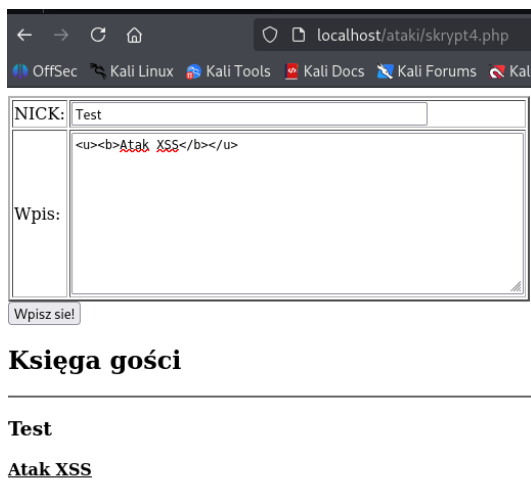 localhost/ataki/skrypt4.php
OffSec Kali Linux Kali Tools Kali Docs Kali Forums Kal
NICK: Test
<u><b>Atak XSS</b></u>
Wpis:
Wpisz sie!
Księga gości
Test
Atak XSS